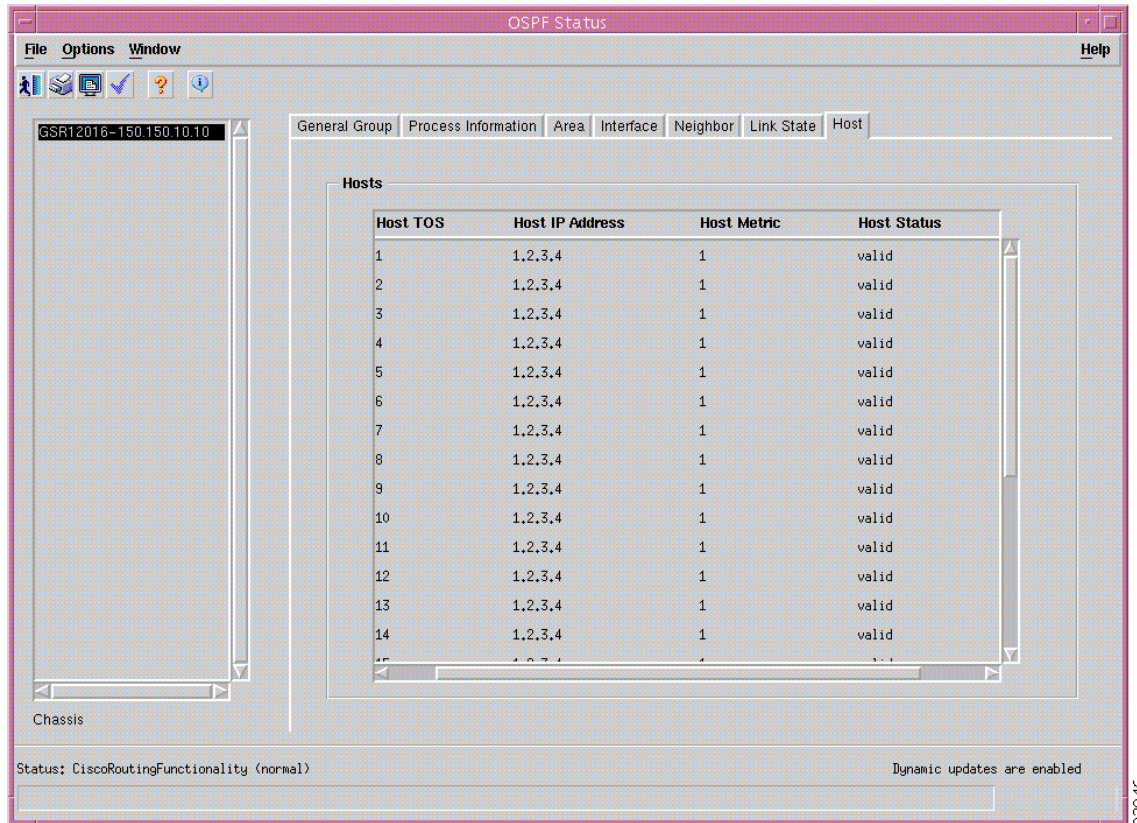 OSPF Status
File Options Window Help
GSR12016-150.150.10.10
General Group Process Information Area Interface Neighbor Link State Host
Hosts
Host TOS Host IP Address Host Metric Host Status
1 1.2.3.4 1 valid
2 1.2.3.4 1 valid
3 1.2.3.4 1 valid
4 1.2.3.4 1 valid
5 1.2.3.4 1 valid
6 1.2.3.4 1 valid
7 1.2.3.4 1 valid
8 1.2.3.4 1 valid
9 1.2.3.4 1 valid
10 1.2.3.4 1 valid
11 1.2.3.4 1 valid
12 1.2.3.4 1 valid
13 1.2.3.4 1 valid
14 1.2.3.4 1 valid
Chassis
Status: CiscoRoutingFunctionality (normal) Dynamic updates are enabled